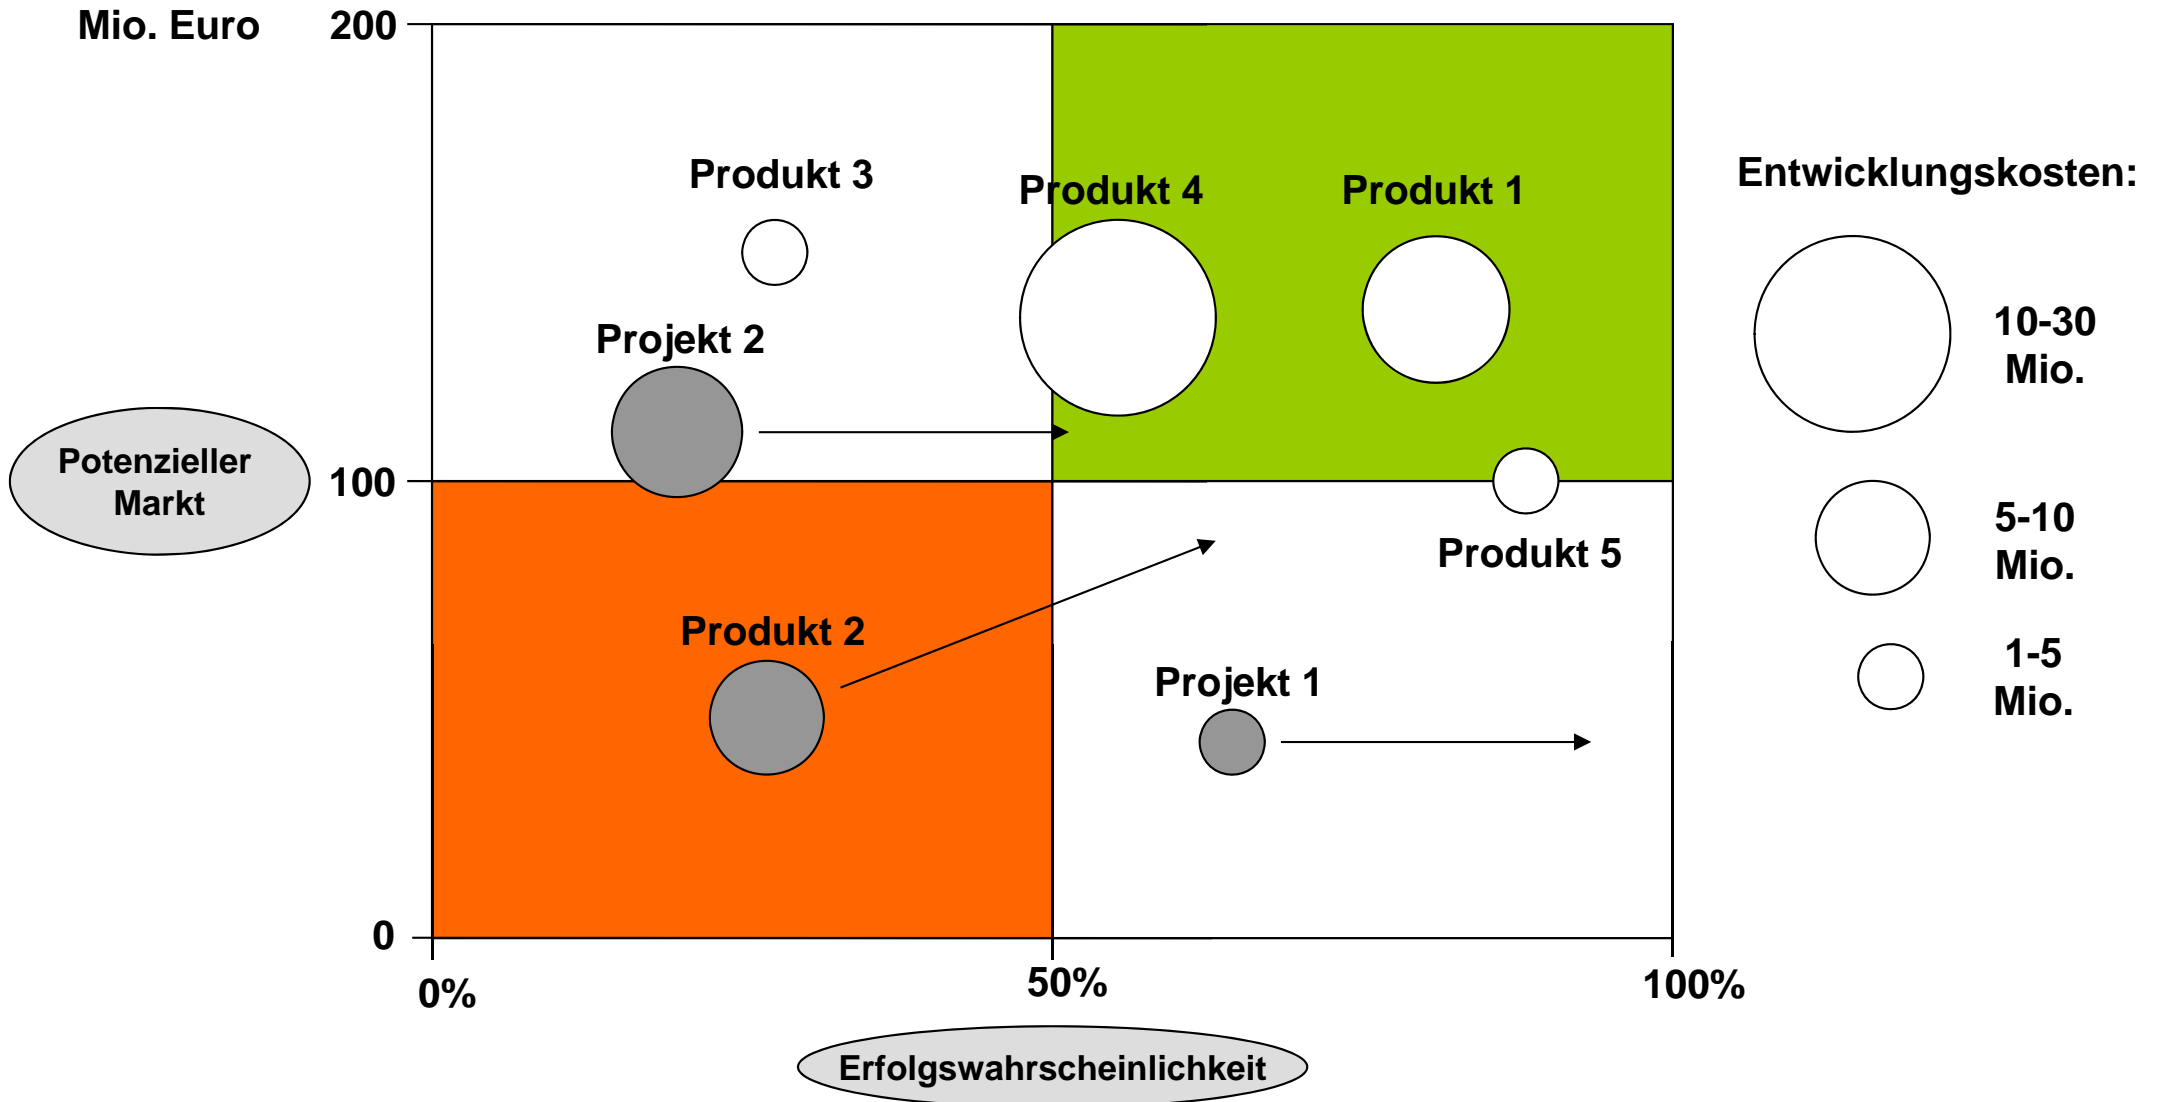 Mio. Euro
200
Produkt 3
Produkt 4
Produkt 1
Entwicklungskosten:
Projekt 2
10-30
Mio.
Potenzieller
Markt
100
5-10
Mio.
Produkt 5
Produkt 2
Projekt 1
1-5
Mio.
0
0%
50%
100%
Erfolgswahrscheinlichkeit